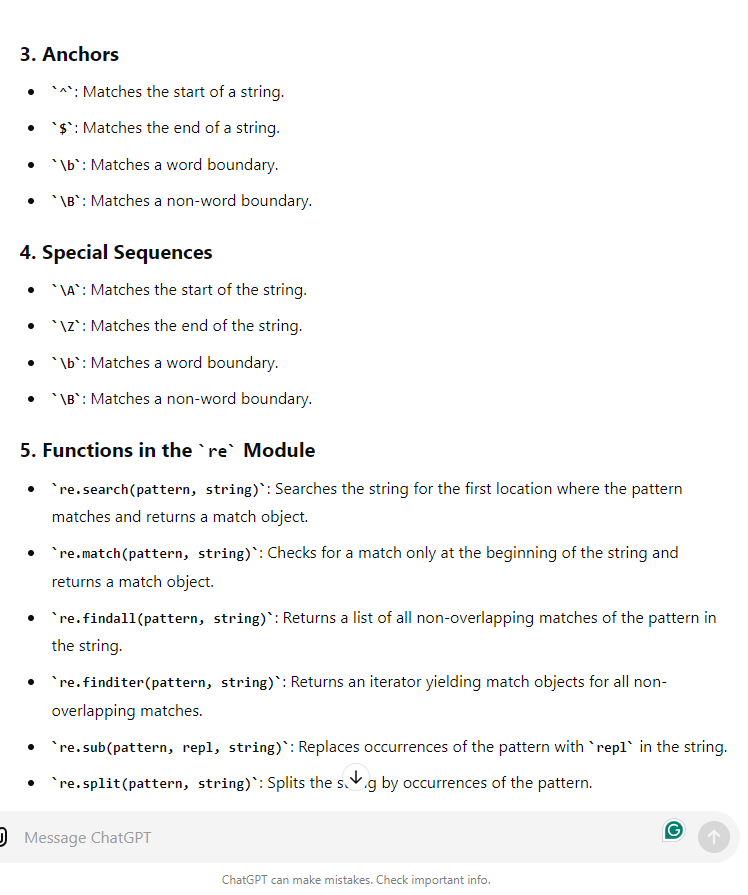 3. Anchors
• `^`: Matches the start of a string.
• `$`: Matches the end of a string.
• `\b`: Matches a word boundary.
• `\B`: Matches a non-word boundary.
4. Special Sequences
• `\A`: Matches the start of the string.
• `\Z`: Matches the end of the string.
• `\b`: Matches a word boundary.
• `\B`: Matches a non-word boundary.
5. Functions in the `re` Module
• `re.search(pattern, string)`: Searches the string for the first location where the pattern
matches and returns a match object.
• `re.match(pattern, string)`: Checks for a match only at the beginning of the string and
returns a match object.
• `re.findall(pattern, string)`: Returns a list of all non-overlapping matches of the pattern in
the string.
• `re.finditer(pattern, string)`: Returns an iterator yielding match objects for all non-
overlapping matches.
• `re.sub(pattern, repl, string)`: Replaces occurrences of the pattern with `repl` in the string.
• `re.split(pattern, string)`: Splits the by occurrences of the pattern.
Message ChatGPT
ChatGPT can make mistakes. Check important info.